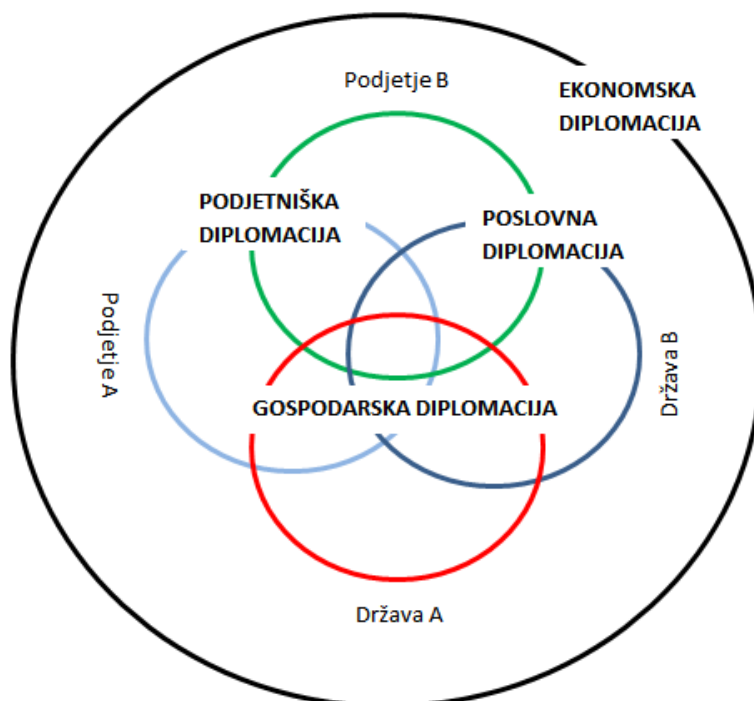 Podjetje B
EKONOMSKA
DIPLOMACIJA
PODJETNIŠKA
DIPLOMACIJA
POSLOVNA
DIPLOMACIJA
Podjetje A
Država B
GOSPODARSKA DIPLOMACIJA
Država A